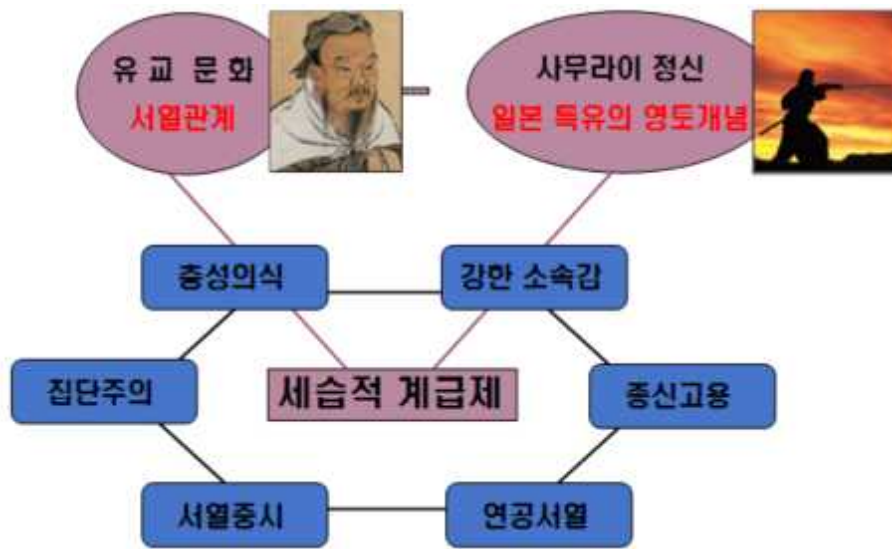 유 교 문 화
서열관계
사무라이 정신
일본 특유의 영도개념
충성의식
강한 소속감
집단주의
세습적 계급제
종신고용
서열중시
연공서열